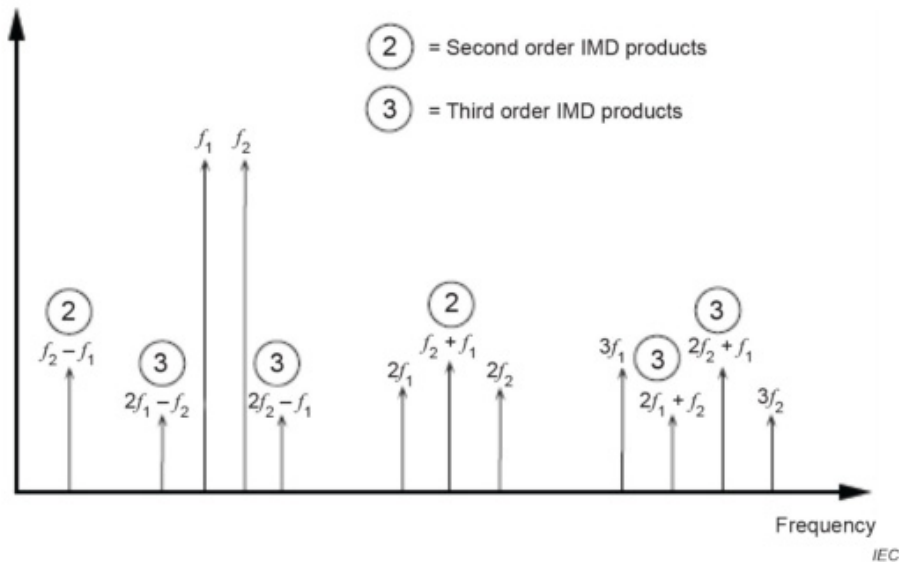 2 = Second order IMD products
3 = Third order IMD products
f₁ f₂
2
f₂ – f₁
3
2f₁ – f₂
3
2f₂ – f₁
2f₁
2
f₂ + f₁
2f₂
3f₁
3
2f₁ + f₂
3
2f₂ + f₁
3f₂
Frequency
IEC